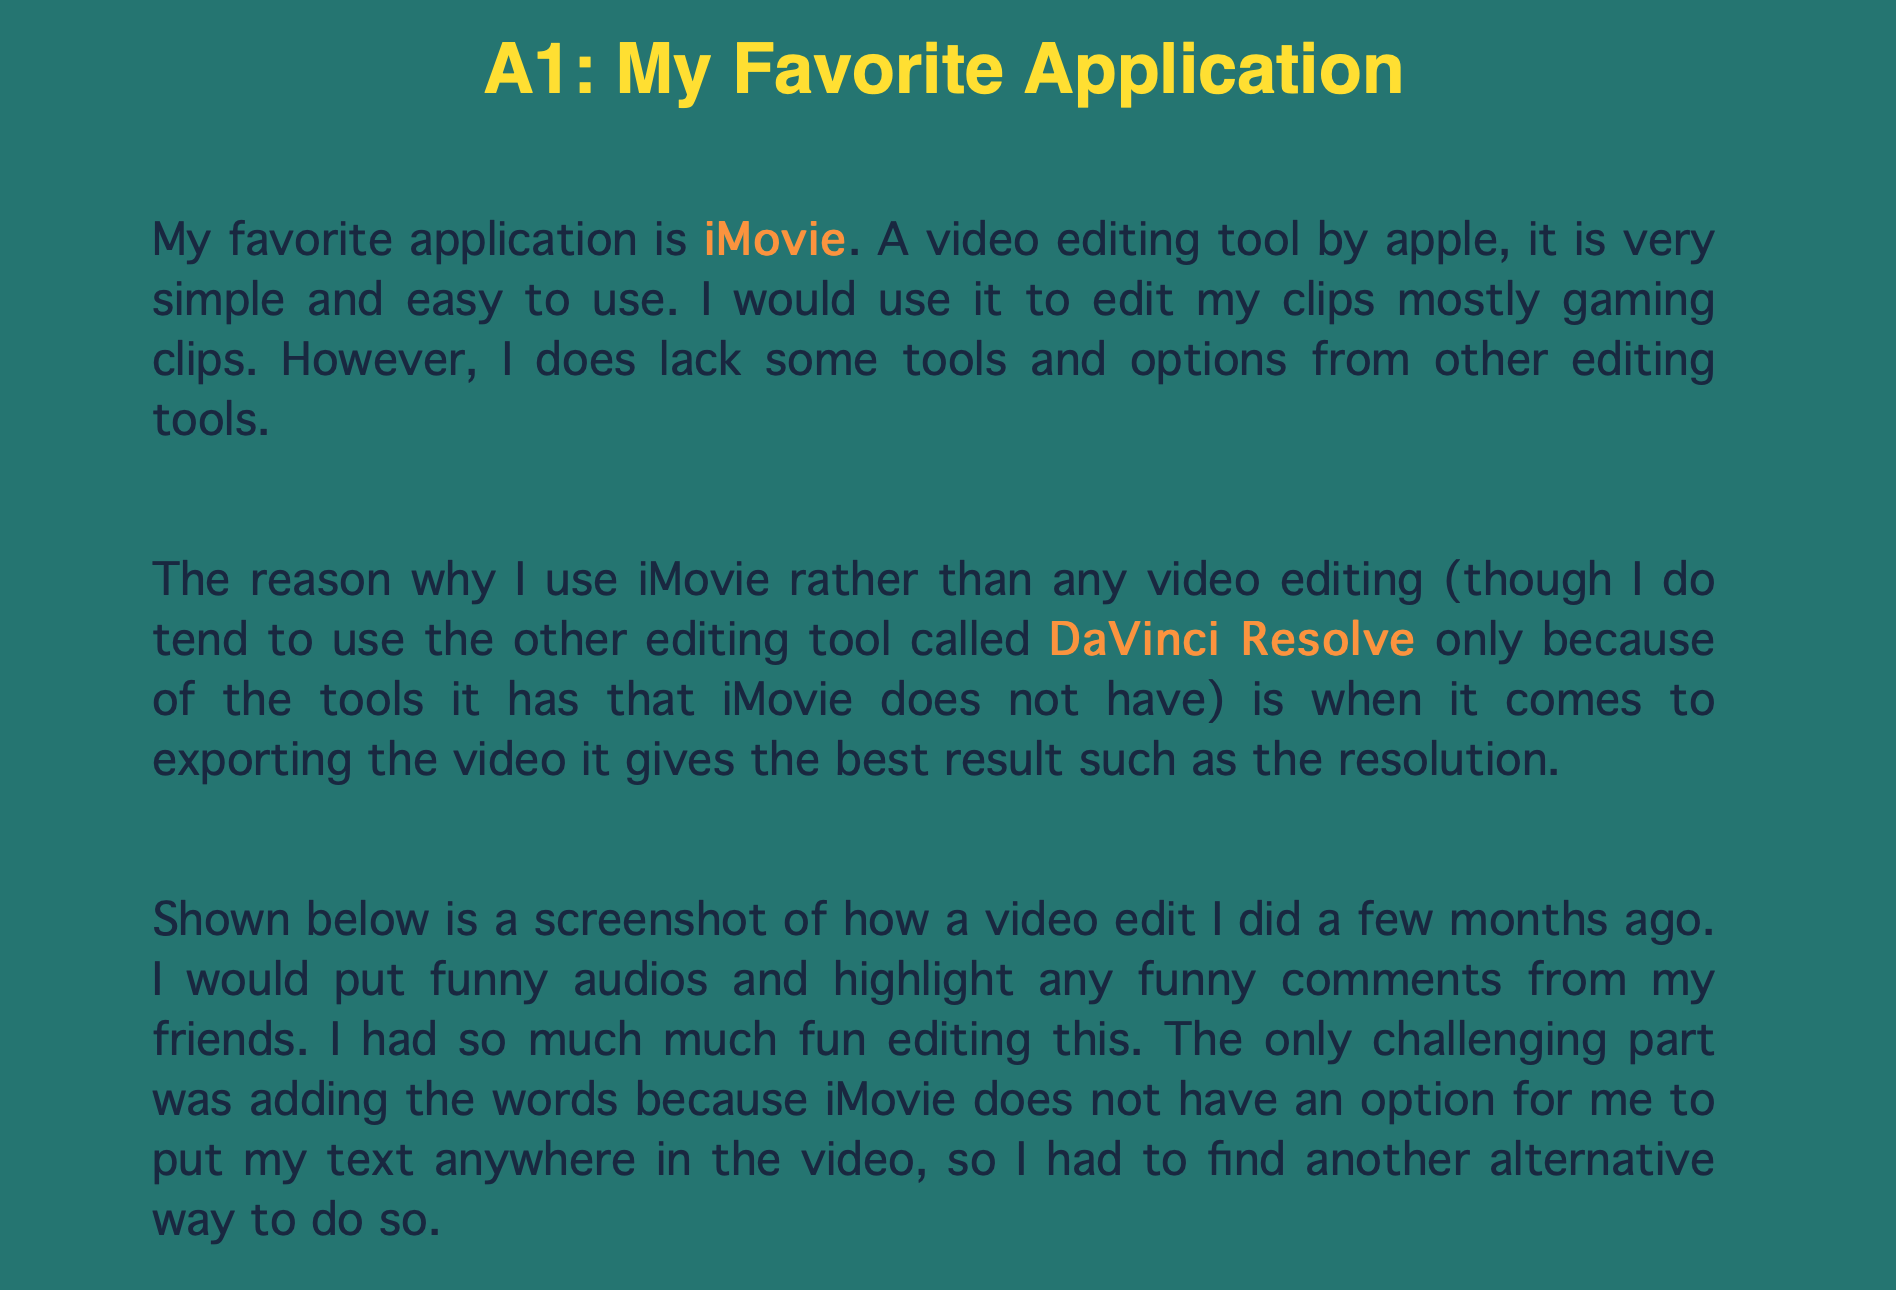 A1: My Favorite Application
My favorite application is iMovie. A video editing tool by apple, it is very
simple and easy to use. I would use it to edit my clips mostly gaming
clips. However, I does lack some tools and options from other editing
tools.
The reason why I use iMovie rather than any video editing (though I do
tend to use the other editing tool called DaVinci Resolve only because
of the tools it has that iMovie does not have) is when it comes to
exporting the video it gives the best result such as the resolution.
Shown below is a screenshot of how a video edit I did a few months ago.
I would put funny audios and highlight any funny comments from my
friends. I had so much much fun editing this. The only challenging part
was adding the words because iMovie does not have an option for me to
put my text anywhere in the video, so I had to find another alternative
way to do so.